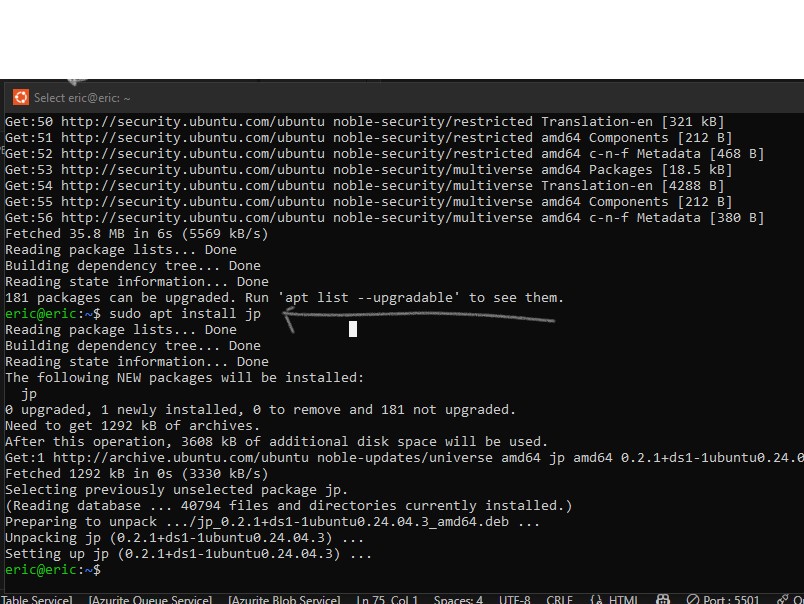 Select eric@eric: ~
Get:50 http://security.ubuntu.com/ubuntu noble-security/restricted Translation-en [321 kB]
Get:51 http://security.ubuntu.com/ubuntu noble-security/restricted amd64 Components [212 B]
Get:52 http://security.ubuntu.com/ubuntu noble-security/restricted amd64 c-n-f Metadata [468 B]
Get:53 http://security.ubuntu.com/ubuntu noble-security/multiverse amd64 Packages [18.5 kB]
Get:54 http://security.ubuntu.com/ubuntu noble-security/multiverse Translation-en [4288 B]
Get:55 http://security.ubuntu.com/ubuntu noble-security/multiverse amd64 Components [212 B]
Get:56 http://security.ubuntu.com/ubuntu noble-security/multiverse amd64 c-n-f Metadata [380 B]
Fetched 35.8 MB in 6s (5569 kB/s)
Reading package lists... Done
Building dependency tree... Done
Reading state information... Done
181 packages can be upgraded. Run 'apt list --upgradable' to see them.
eric@eric:~$ sudo apt install jp
Reading package lists... Done
Building dependency tree... Done
Reading state information... Done
The following NEW packages will be installed:
jp
0 upgraded, 1 newly installed, 0 to remove and 181 not upgraded.
Need to get 1292 kB of archives.
After this operation, 3608 kB of additional disk space will be used.
Get:1 http://archive.ubuntu.com/ubuntu noble-updates/universe amd64 jp amd64 0.2.1+ds1-1ubuntu0.24.0
Fetched 1292 kB in 0s (3330 kB/s)
Selecting previously unselected package jp.
(Reading database ... 40794 files and directories currently installed.)
Preparing to unpack .../jp_0.2.1+ds1-1ubuntu0.24.04.3_amd64.deb ...
Unpacking jp (0.2.1+ds1-1ubuntu0.24.04.3) ...
Setting up jp (0.2.1+ds1-1ubuntu0.24.04.3) ...
eric@eric:~$
Table Service] [Azurite Queue Service] [Azurite Blob Service] Ln 75, Col 1 Spaces: 4 UTF-8 CRLF {} HTML Port : 5501